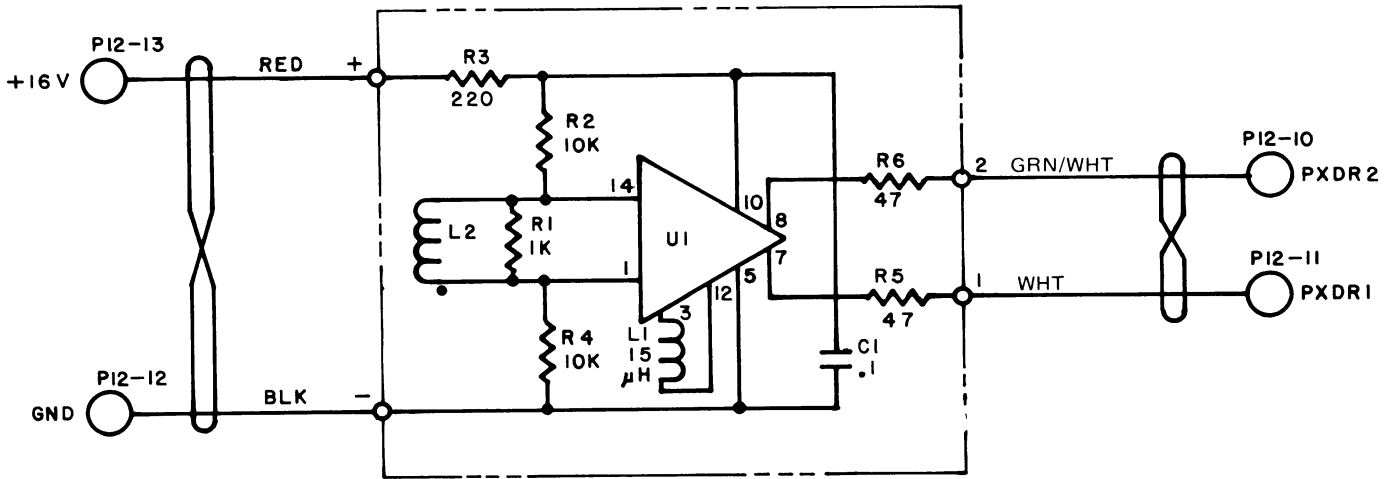 P12-13
+16V
RED
+
R3
220
R2
10K
14
L2
R1
1K
U1
10
8
7
5
12
1
3
L1
15
µH
R4
10K
C1
.1
R6
47
2
GRN/WHT
P12-10
PXDR2
R5
47
1
WHT
P12-11
PXDR1
P12-12
GND
BLK
-